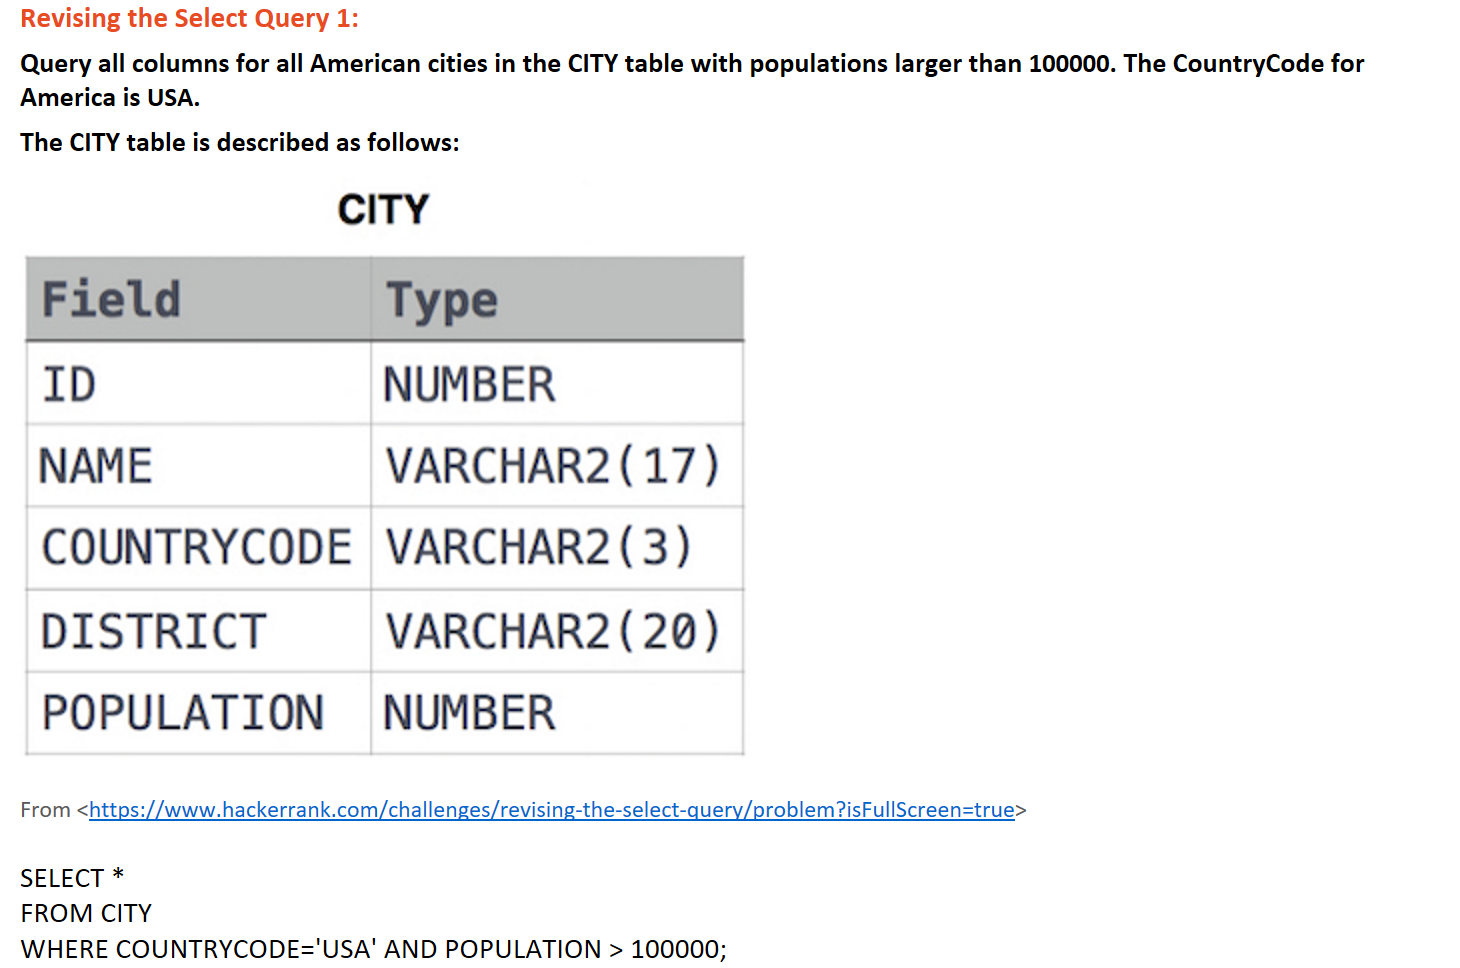 Revising the Select Query 1:
Query all columns for all American cities in the CITY table with populations larger than 100000. The CountryCode for
America is USA.
The CITY table is described as follows:
CITY
Field Type
ID NUMBER
NAME VARCHAR2(17)
COUNTRYCODE VARCHAR2(3)
DISTRICT VARCHAR2(20)
POPULATION NUMBER
From <https://www.hackerrank.com/challenges/revising-the-select-query/problem?isFullScreen=true>
SELECT *
FROM CITY
WHERE COUNTRYCODE='USA' AND POPULATION > 100000;